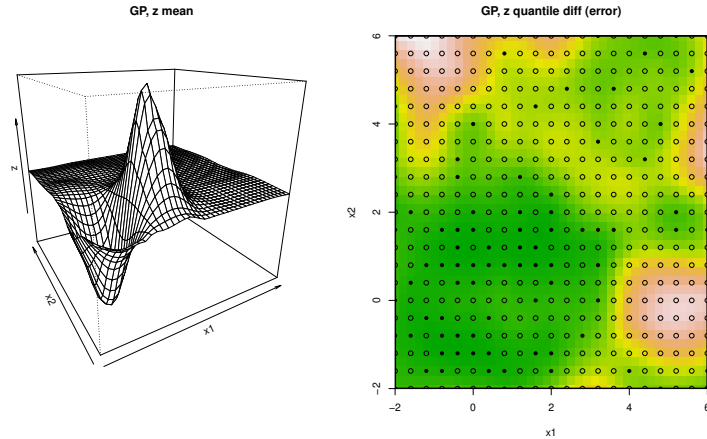 GP, z mean
z
x2
x1
GP, z quantile diff (error)
6
4
2
0
−2
x2
−2 0 2 4 6
x1